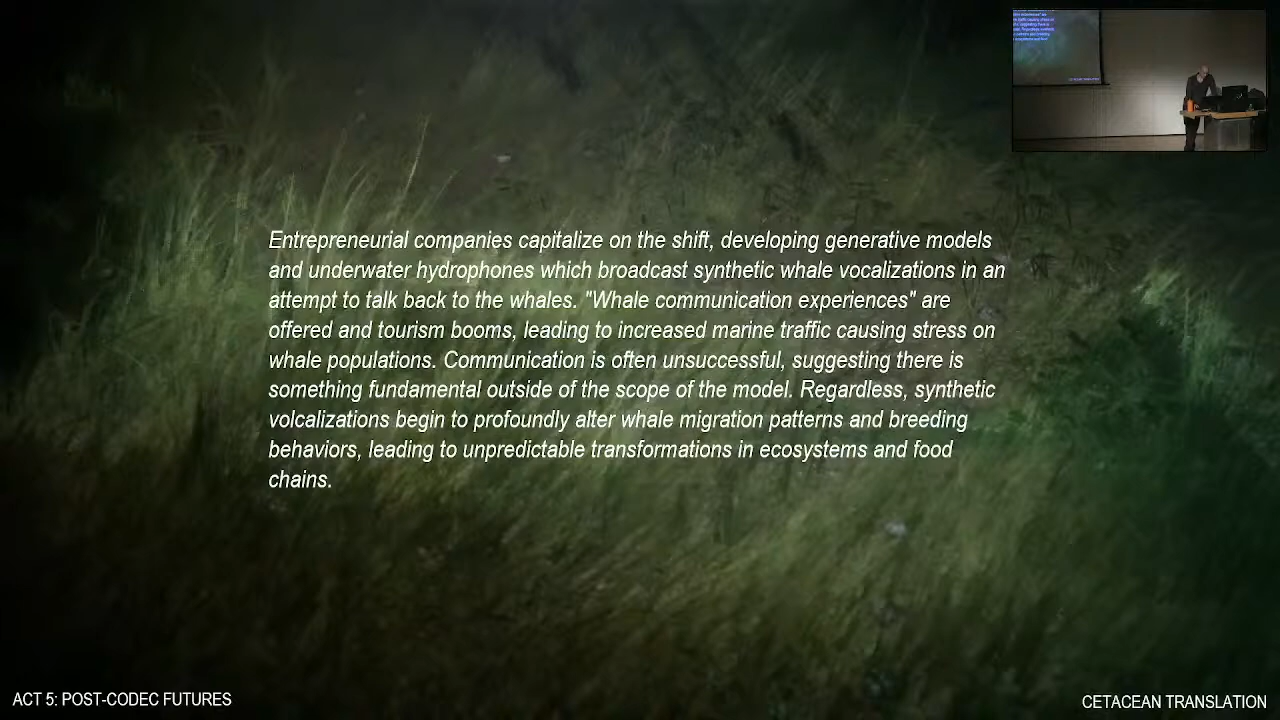 Entrepreneurial companies capitalize on the shift, developing generative models
and underwater hydrophones which broadcast synthetic whale vocalizations in an
attempt to talk back to the whales. "Whale communication experiences" are
offered and tourism booms, leading to increased marine traffic causing stress on
whale populations. Communication is often unsuccessful, suggesting there is
something fundamental outside of the scope of the model. Regardless, synthetic
volcalizations begin to profoundly alter whale migration patterns and breeding
behaviors, leading to unpredictable transformations in ecosystems and food
chains.
ACT 5: POST-CODEC FUTURES
CETACEAN TRANSLATION